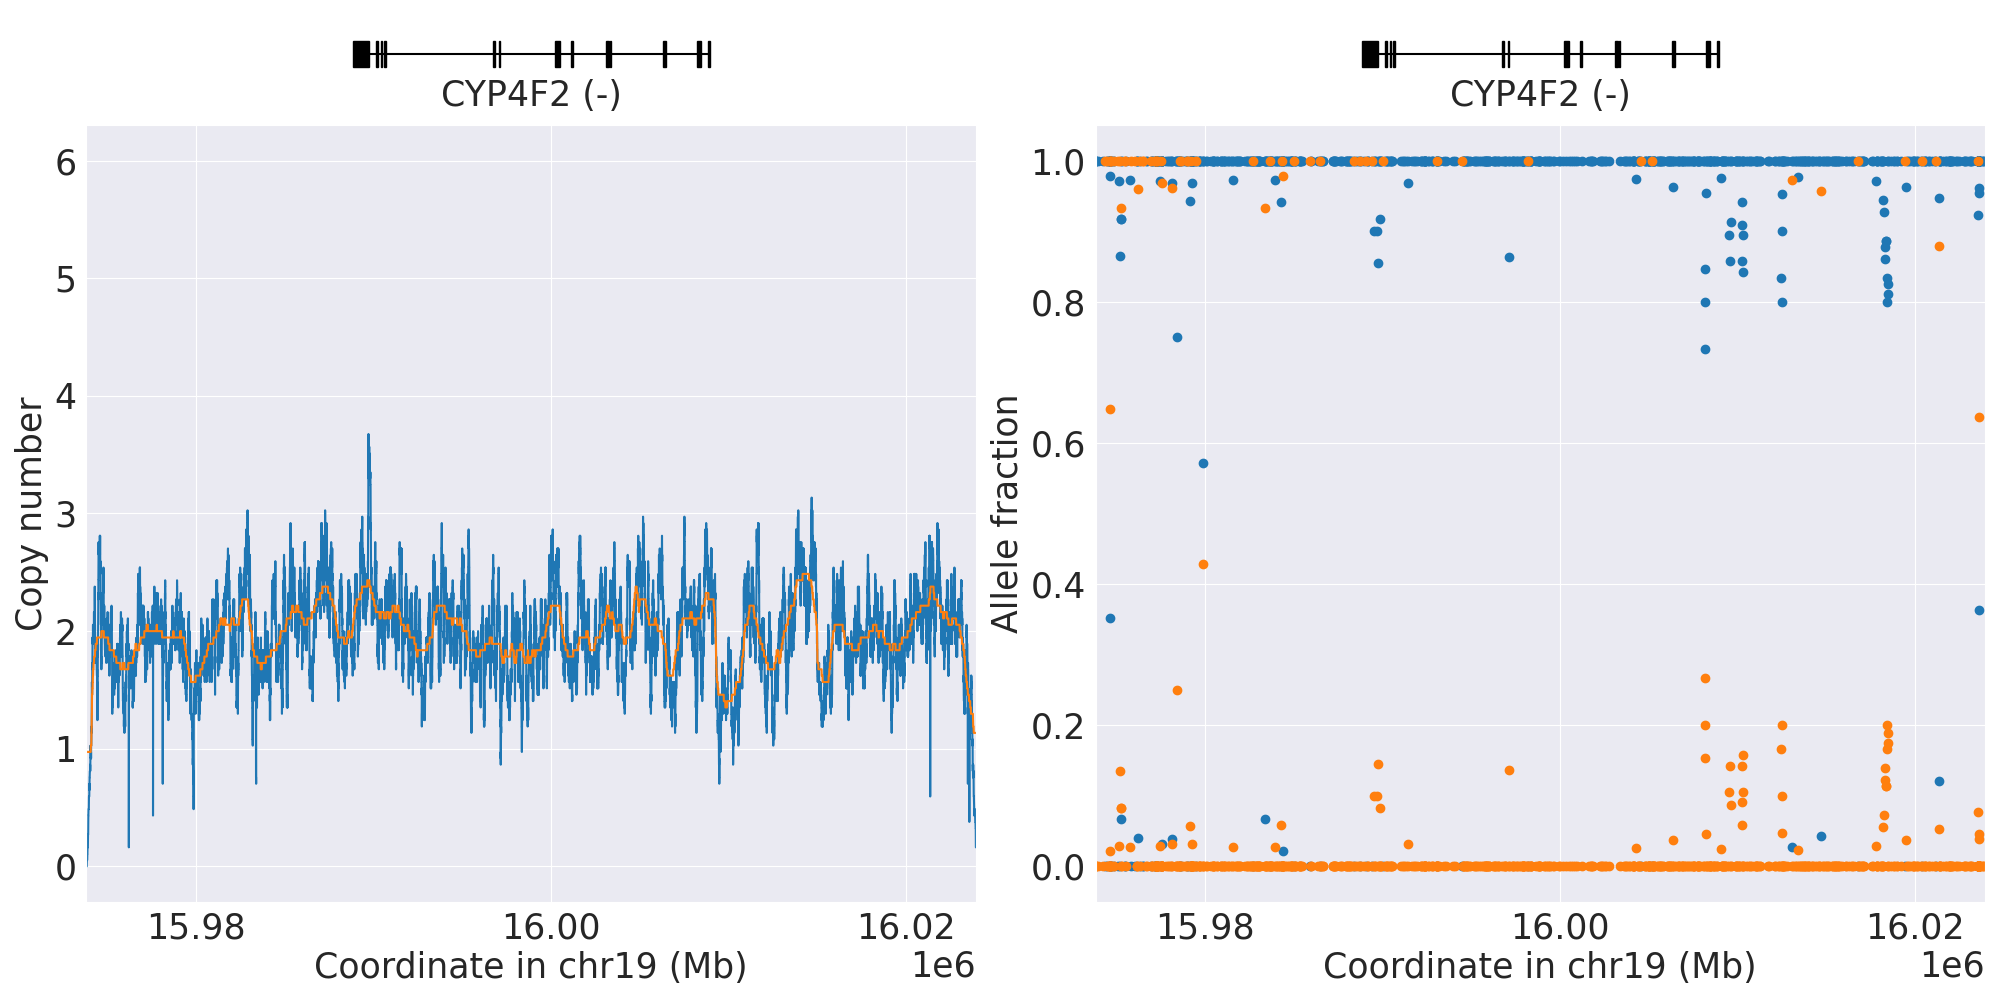 CYP4F2 (-)
6
5
4
3
2
1
0
Copy number
15.98
16.00
16.02
Coordinate in chr19 (Mb)
1e6
CYP4F2 (-)
1.0
0.8
0.6
0.4
0.2
0.0
Allele fraction
15.98
16.00
16.02
Coordinate in chr19 (Mb)
1e6